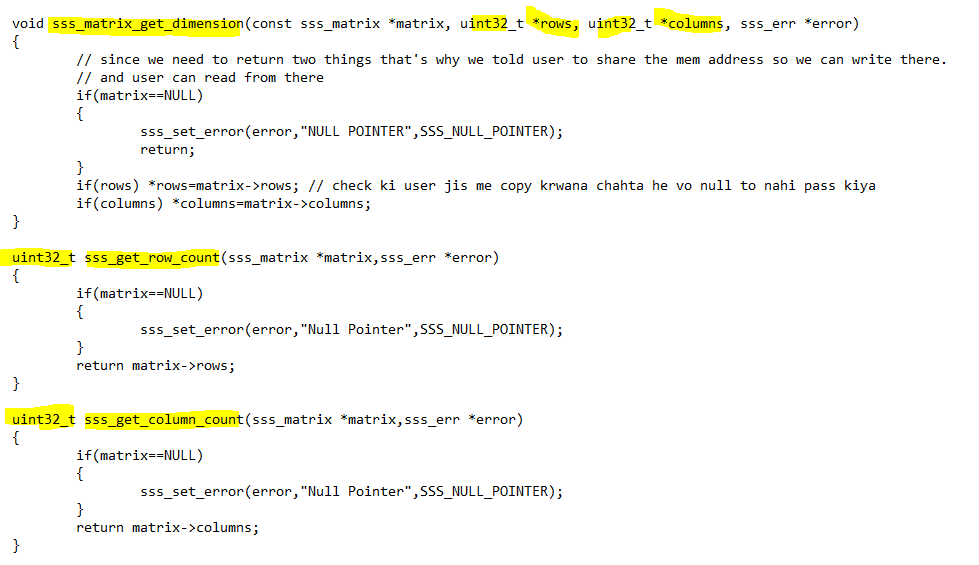 void sss_matrix_get_dimension(const sss_matrix *matrix, uint32_t *rows, uint32_t *columns, sss_err *error)
{
        // since we need to return two things that's why we told user to share the mem address so we can write there.
        // and user can read from there
        if(matrix==NULL)
        {
                sss_set_error(error,"NULL POINTER",SSS_NULL_POINTER);
                return;
        }
        if(rows) *rows=matrix->rows; // check ki user jis me copy krwana chahta he vo null to nahi pass kiya
        if(columns) *columns=matrix->columns;
}

uint32_t sss_get_row_count(sss_matrix *matrix,sss_err *error)
{
        if(matrix==NULL)
        {
                sss_set_error(error,"Null Pointer",SSS_NULL_POINTER);
        }
        return matrix->rows;
}

uint32_t sss_get_column_count(sss_matrix *matrix,sss_err *error)
{
        if(matrix==NULL)
        {
                sss_set_error(error,"Null Pointer",SSS_NULL_POINTER);
        }
        return matrix->columns;
}